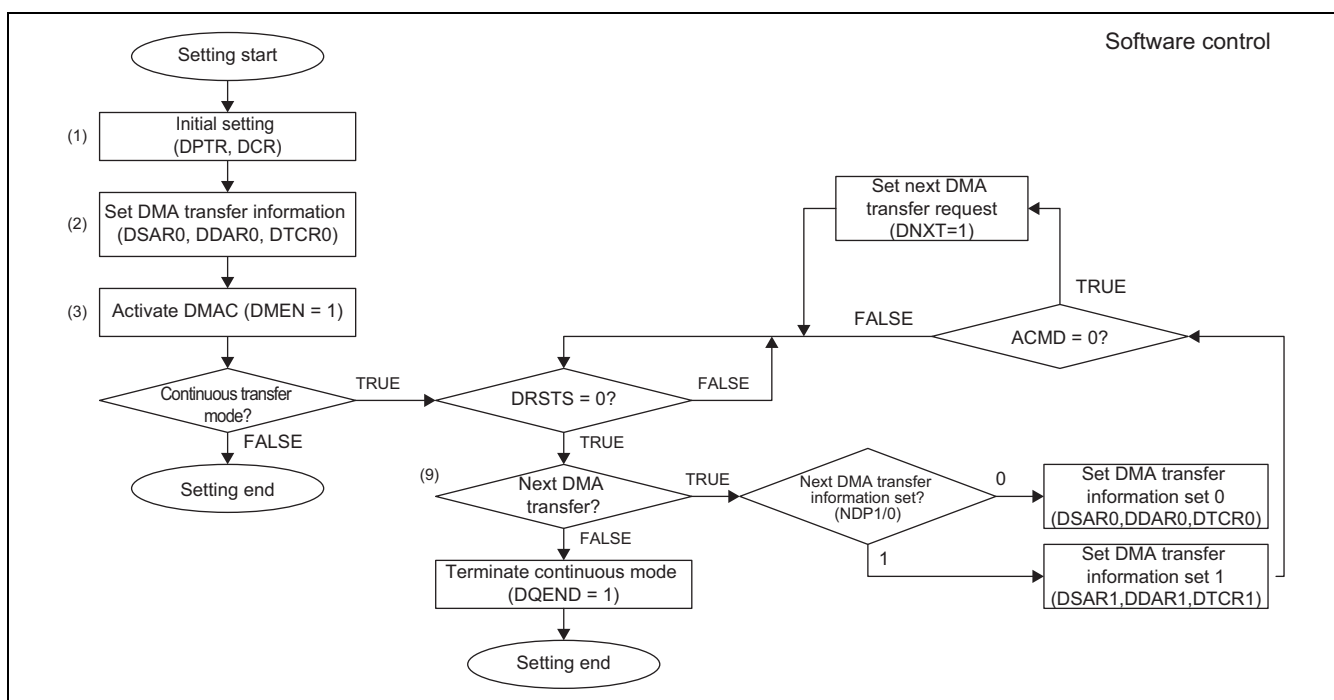 Software control
Setting start
(1)
Initial setting
(DPTR, DCR)
(2)
Set DMA transfer information
(DSAR0, DDAR0, DTCR0)
(3)
Activate DMAC (DMEN = 1)
Continuous transfer
mode?
TRUE
FALSE
Setting end
DRSTS = 0?
FALSE
TRUE
(9)
Next DMA
transfer?
TRUE
FALSE
Terminate continuous mode
(DQEND = 1)
Setting end
Next DMA transfer
information set?
(NDP1/0)
0
1
Set DMA transfer
information set 0
(DSAR0,DDAR0,DTCR0)
Set DMA transfer
information set 1
(DSAR1,DDAR1,DTCR1)
ACMD = 0?
TRUE
FALSE
Set next DMA
transfer request
(DNXT=1)